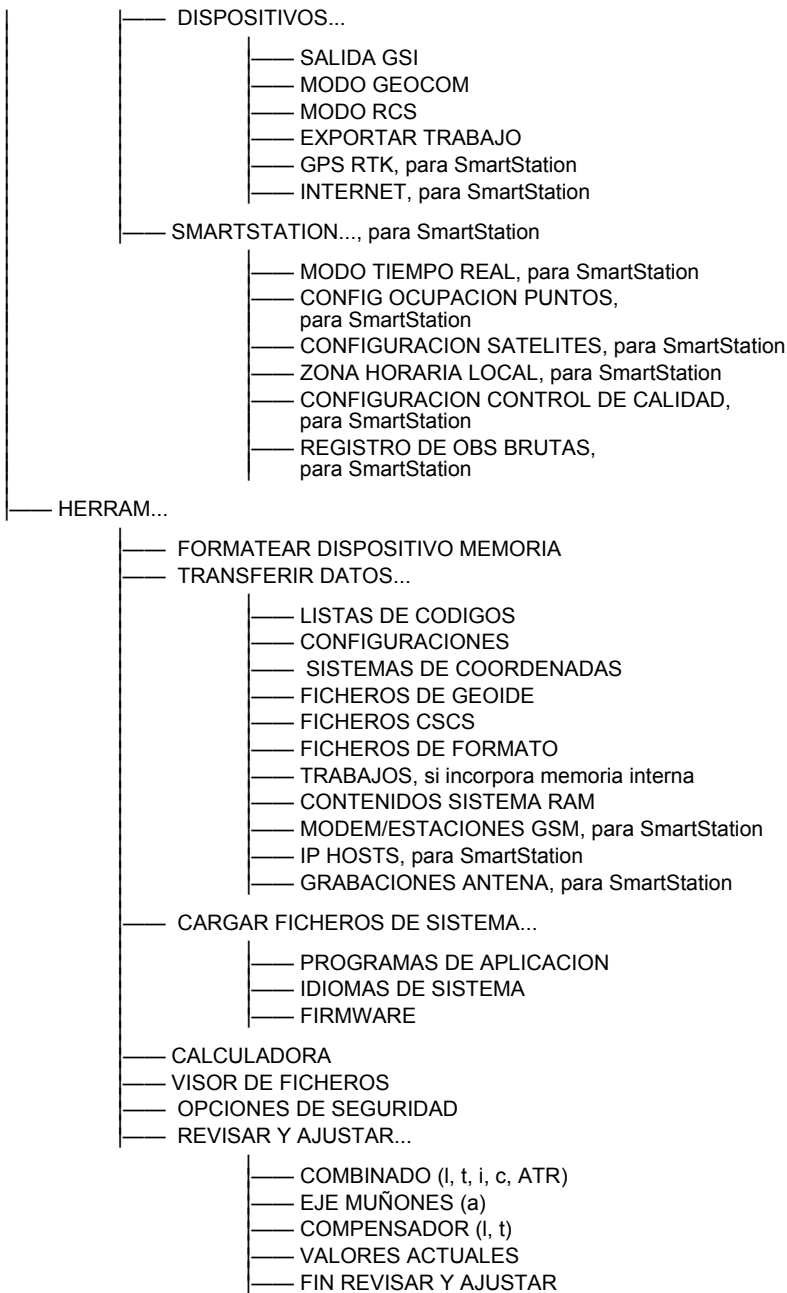 DISPOSITIVOS...
SALIDA GSI
MODO GEOCOM
MODO RCS
EXPORTAR TRABAJO
GPS RTK, para SmartStation
INTERNET, para SmartStation
SMARTSTATION..., para SmartStation
MODO TIEMPO REAL, para SmartStation
CONFIG OCUPACION PUNTOS,
para SmartStation
CONFIGURACION SATELITES, para SmartStation
ZONA HORARIA LOCAL, para SmartStation
CONFIGURACION CONTROL DE CALIDAD,
para SmartStation
REGISTRO DE OBS BRUTAS,
para SmartStation
HERRAM...
FORMATEAR DISPOSITIVO MEMORIA
TRANSFERIR DATOS...
LISTAS DE CODIGOS
CONFIGURACIONES
SISTEMAS DE COORDENADAS
FICHEROS DE GEOIDE
FICHEROS CSCS
FICHEROS DE FORMATO
TRABAJOS, si incorpora memoria interna
CONTENIDOS SISTEMA RAM
MODEM/ESTACIONES GSM, para SmartStation
IP HOSTS, para SmartStation
GRABACIONES ANTENA, para SmartStation
CARGAR FICHEROS DE SISTEMA...
PROGRAMAS DE APLICACION
IDIOMAS DE SISTEMA
FIRMWARE
CALCULADORA
VISOR DE FICHEROS
OPCIONES DE SEGURIDAD
REVISAR Y AJUSTAR...
COMBINADO (l, t, i, c, ATR)
EJE MUÑONES (a)
COMPENSADOR (l, t)
VALORES ACTUALES
FIN REVISAR Y AJUSTAR